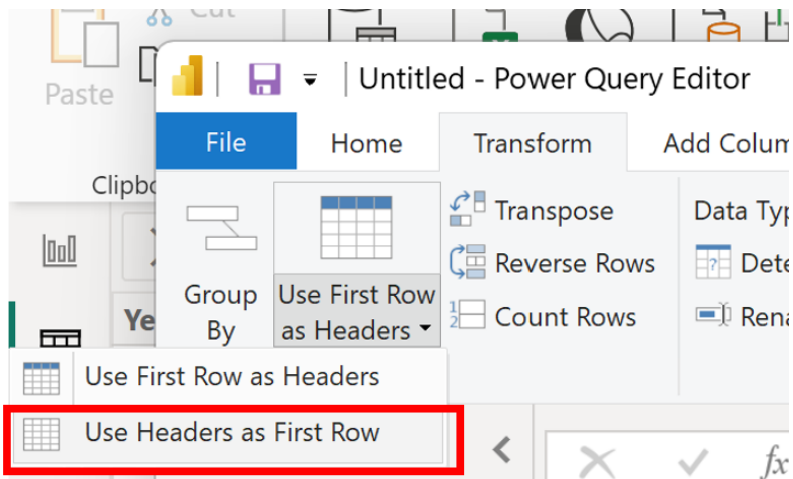 Cut
Paste
Untitled - Power Query Editor
File
Home
Transform
Add Colum
Clipbo
Transpose
Data Typ
Reverse Rows
Dete
Group
By
Use First Row
as Headers
Count Rows
Rena
Ye
Use First Row as Headers
Use Headers as First Row
fx